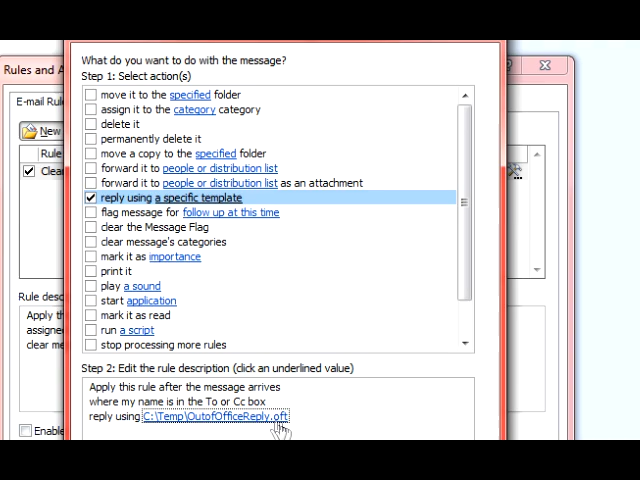 What do you want to do with the message?
Rules and A
Step 1: Select action(s)
move it to the specified folder
E-mail Rule
assign it to the category category
delete it
New
permanently delete it
Rule
move a copy to the specified folder
Clea
forward it to people or distribution list
forward it to people or distribution list as an attachment
reply using a specific template
flag message for follow up at this time
clear the Message Flag
clear message's categories
mark it as importance
print it
play a sound
Rule desc
start application
Apply th
mark it as read
assigned
run a script
clear me
stop processing more rules
Step 2: Edit the rule description (click an underlined value)
Apply this rule after the message arrives
where my name is in the To or Cc box
reply using C:\Temp\OutofOfficeReply.oft
Enable